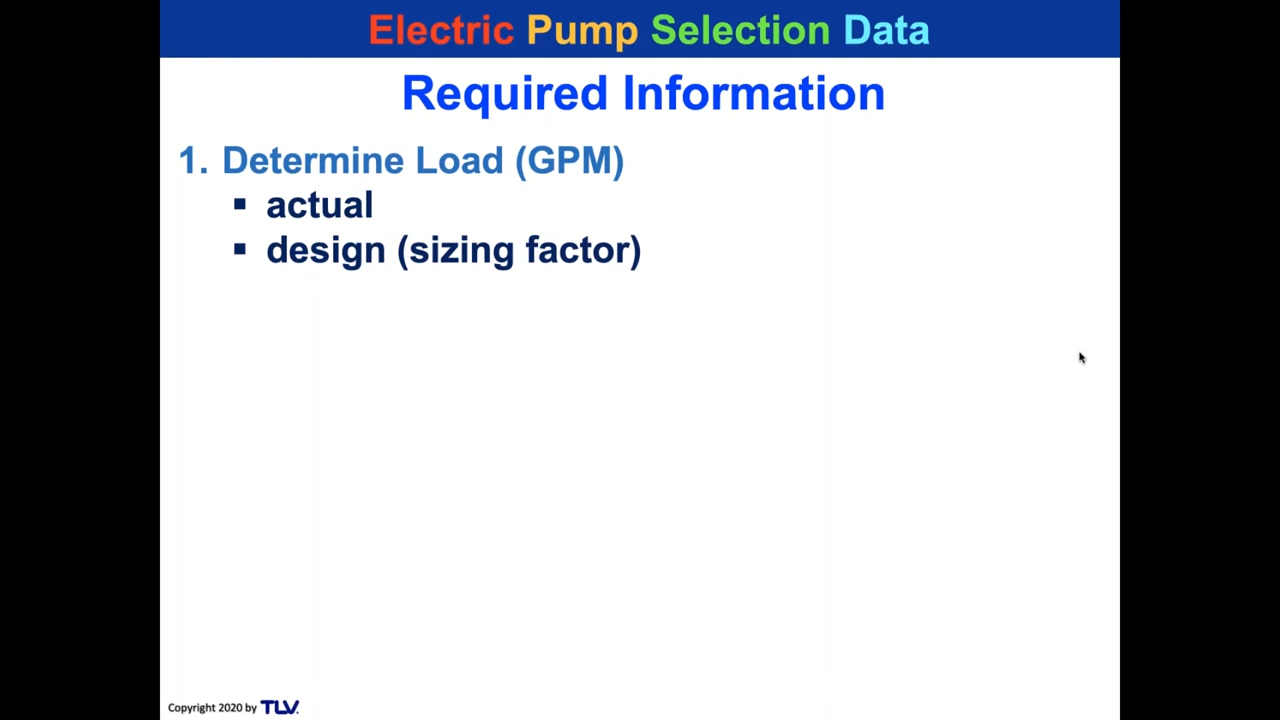 Electric Pump Selection Data
Required Information
1. Determine Load (GPM)
▪ actual
▪ design (sizing factor)
Copyright 2020 by TLV.